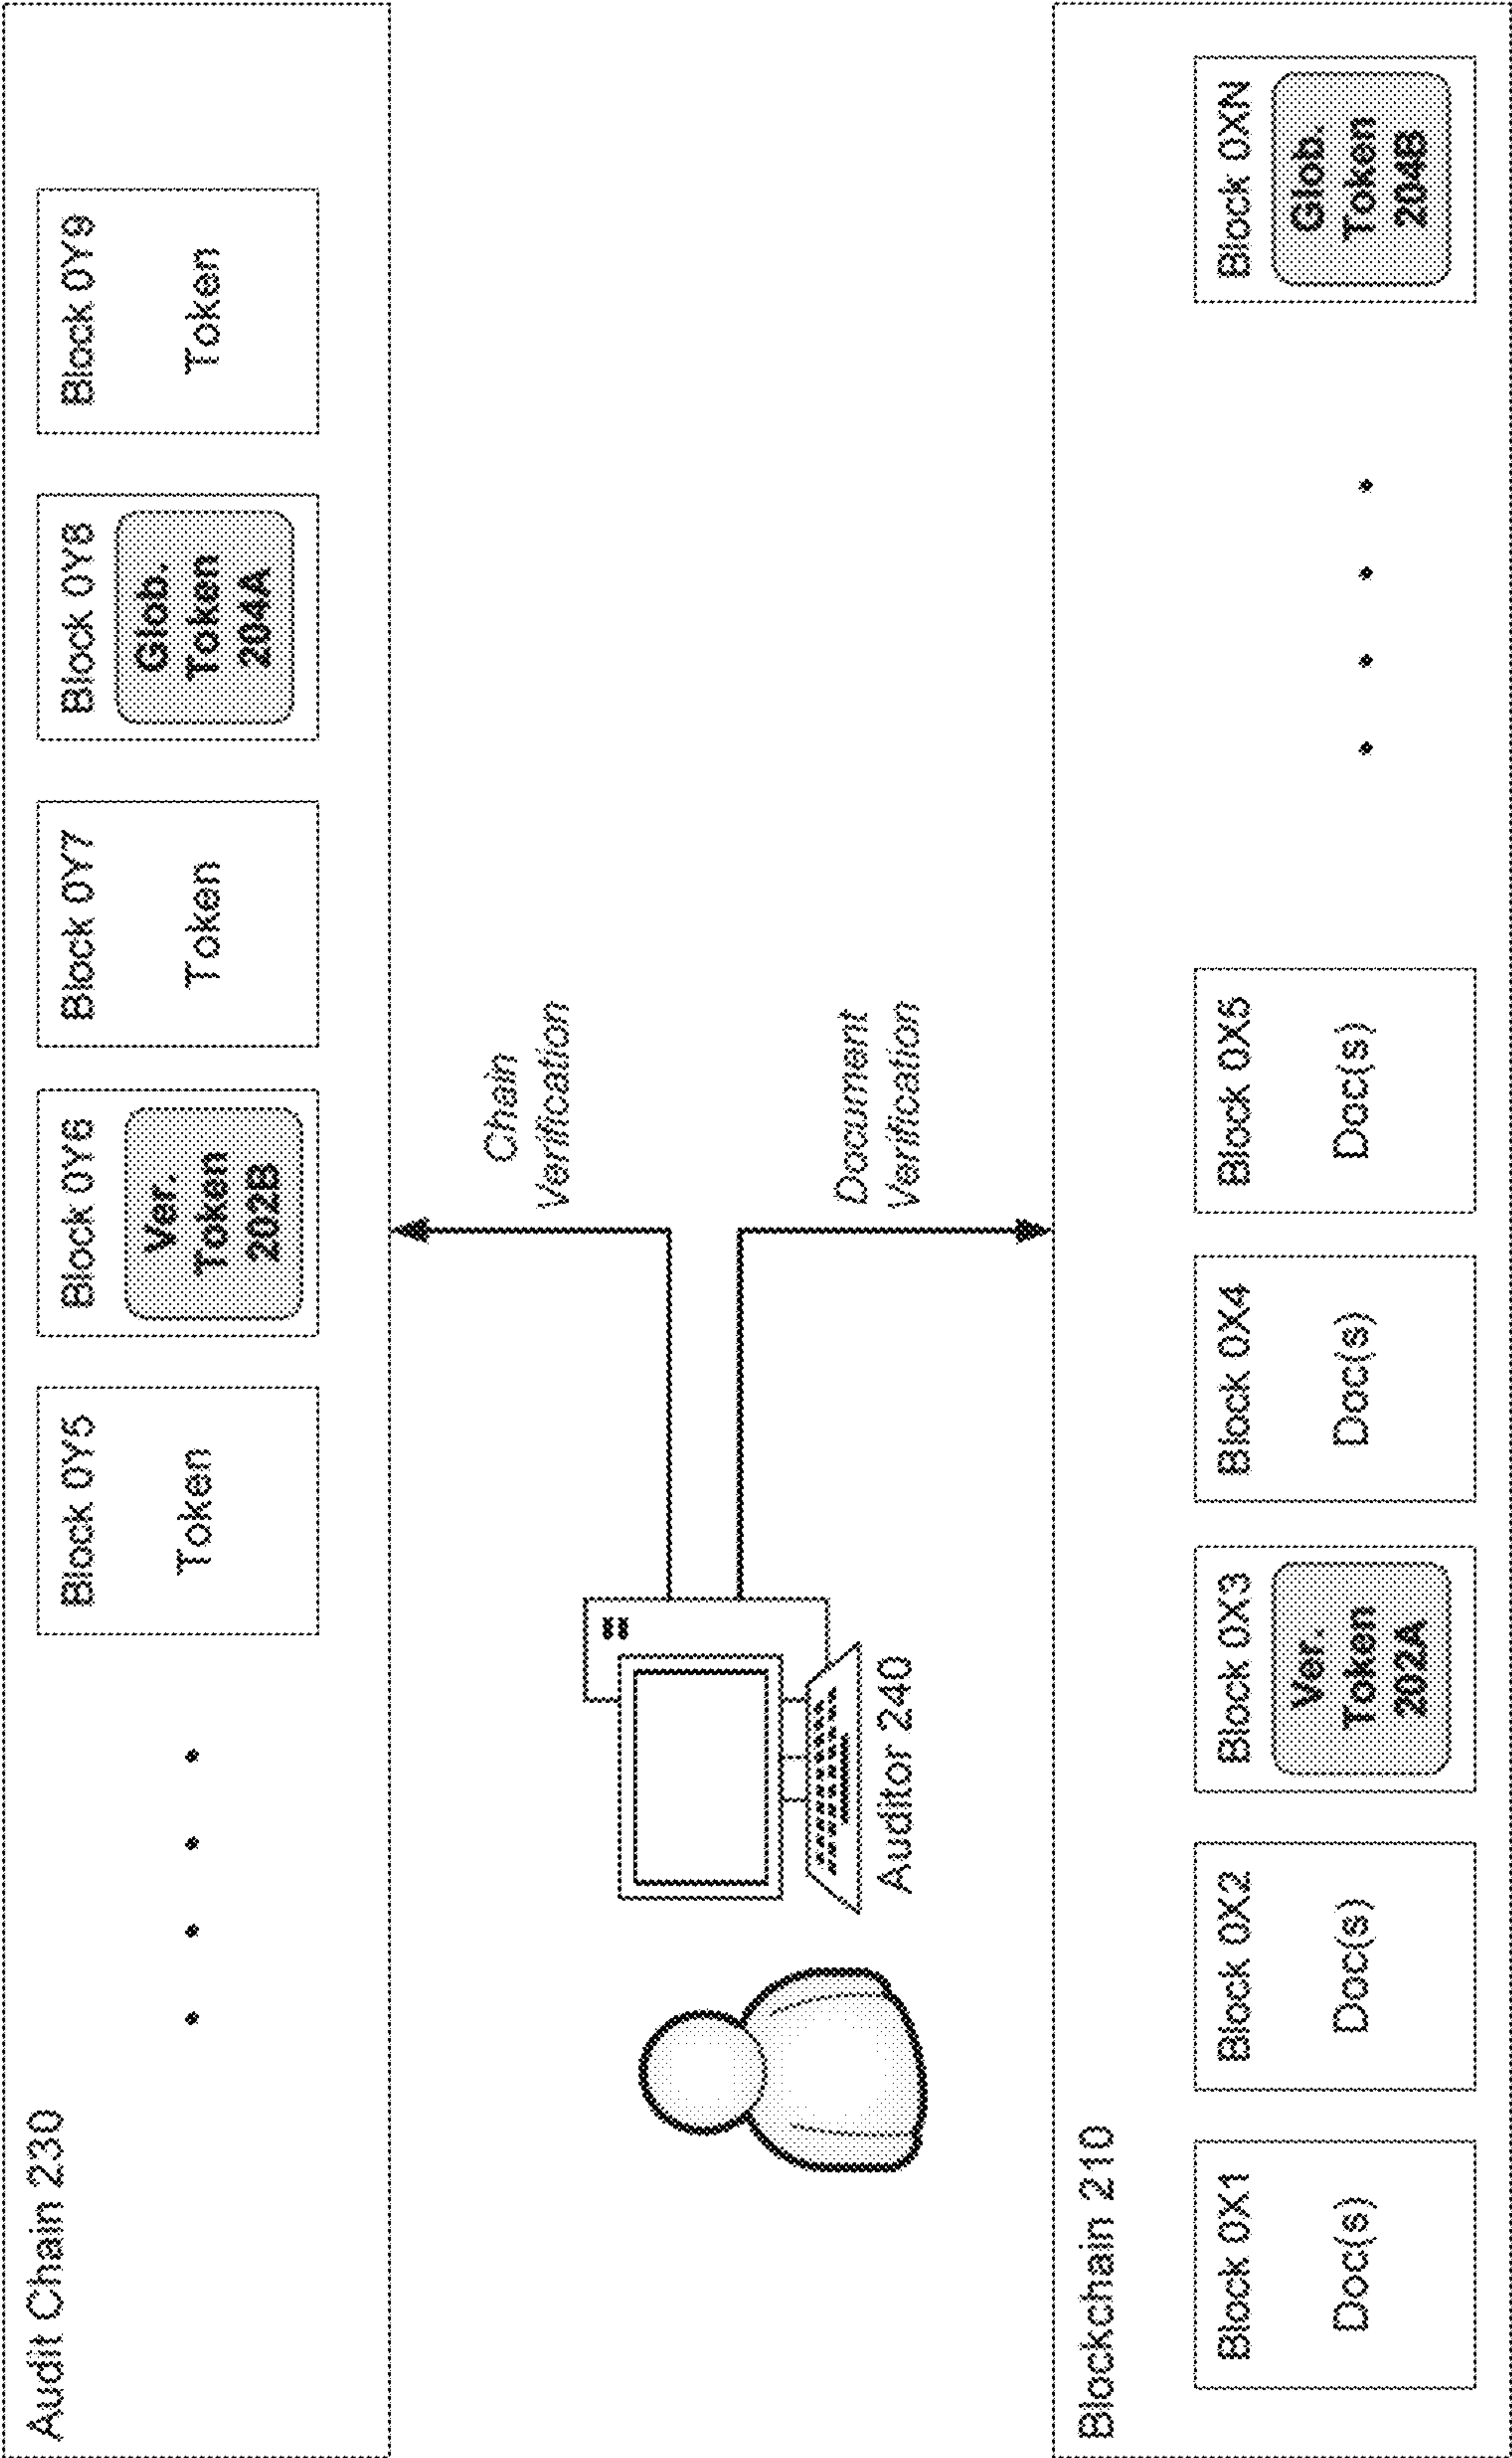 Audit Chain 230
Block 0Y5
Token
Block 0Y6
Ver.
Token
202B
Block 0Y7
Token
Block 0Y8
Glob.
Token
204A
Block 0Y9
Token
Chain
Verification
Document
Verification
Auditor 240
Blockchain 210
Block 0X1
Doc(s)
Block 0X2
Doc(s)
Block 0X3
Ver.
Token
202A
Block 0X4
Doc(s)
Block 0X5
Doc(s)
Block 0XN
Glob.
Token
204B